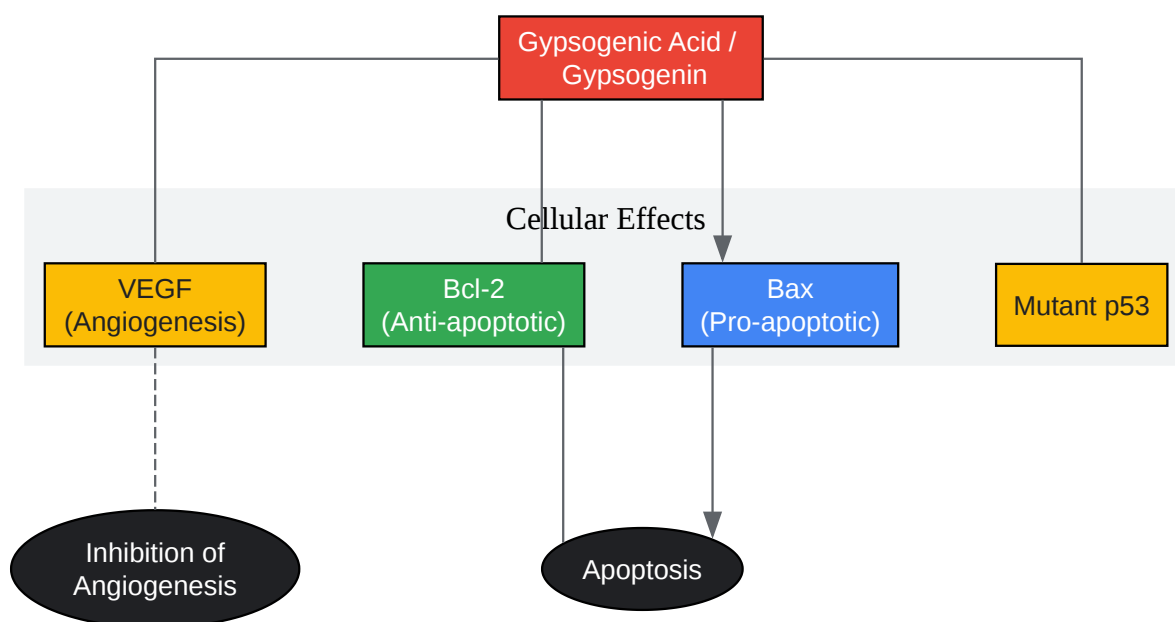 Gypsogenic Acid /
Gypsogenin
Cellular Effects
VEGF
(Angiogenesis)
Bcl-2
(Anti-apoptotic)
Bax
(Pro-apoptotic)
Mutant p53
Inhibition of
Angiogenesis
Apoptosis